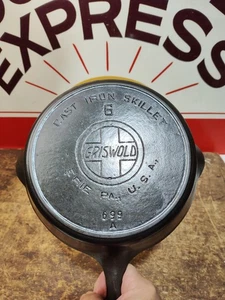 EXPRESS
CAST IRON SKILLET
6
GRISWOLD
ERIE PA., U.S.A.,
699
A